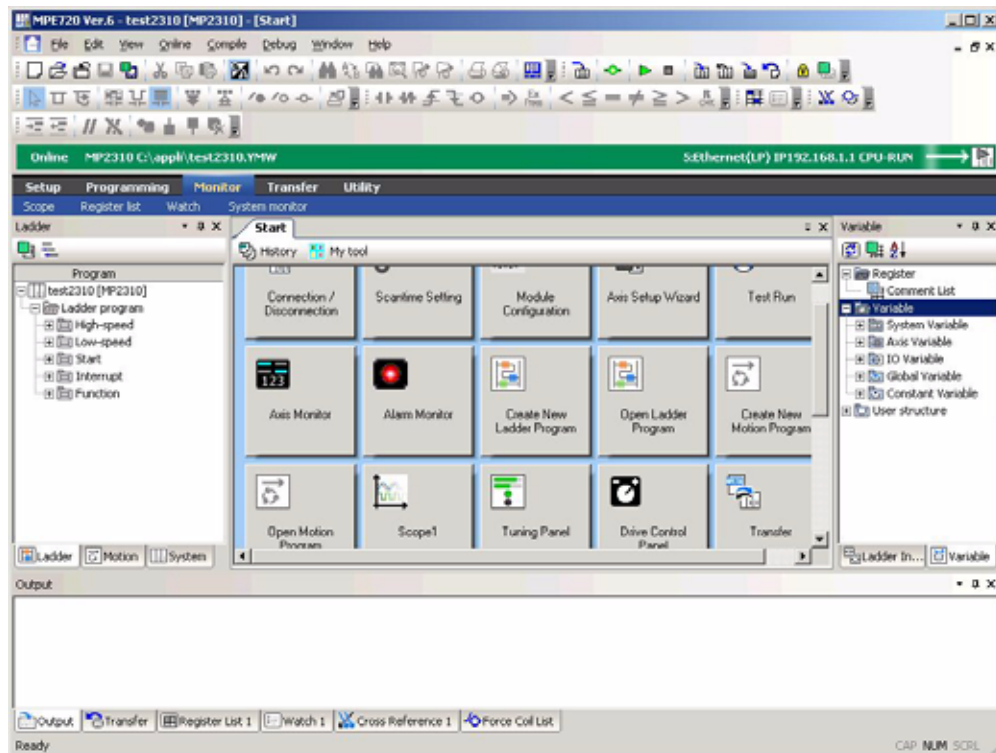 MPE720 Ver.6 - test2310 [MP2310] - [Start]
File Edit View Online Compile Debug Window Help
Online MP2310 C:\appli\test2310.YMW 5:Ethernet(LP) IP192.168.1.1 CPU-RUN
Setup Programming Monitor Transfer Utility
Scope Register list Watch System monitor
Ladder
Program
test2310 [MP2310]
Ladder program
High-speed
Low-speed
Start
Interrupt
Function
Ladder Motion System
Start
History My tool
Connection / Disconnection
Scantime Setting
Module Configuration
Axis Setup Wizard
Test Run
123
Axis Monitor
Alarm Monitor
Create New Ladder Program
Open Ladder Program
Create New Motion Program
Open Motion Program
Scope1
Tuning Panel
Drive Control Panel
Transfer
Variable
Register
Comment List
Variable
System Variable
Axis Variable
IO Variable
Global Variable
Constant Variable
User structure
Ladder In... Variable
Output
Output Transfer Register List 1 Watch 1 Cross Reference 1 Force Coil List
Ready CAP NUM SCRL